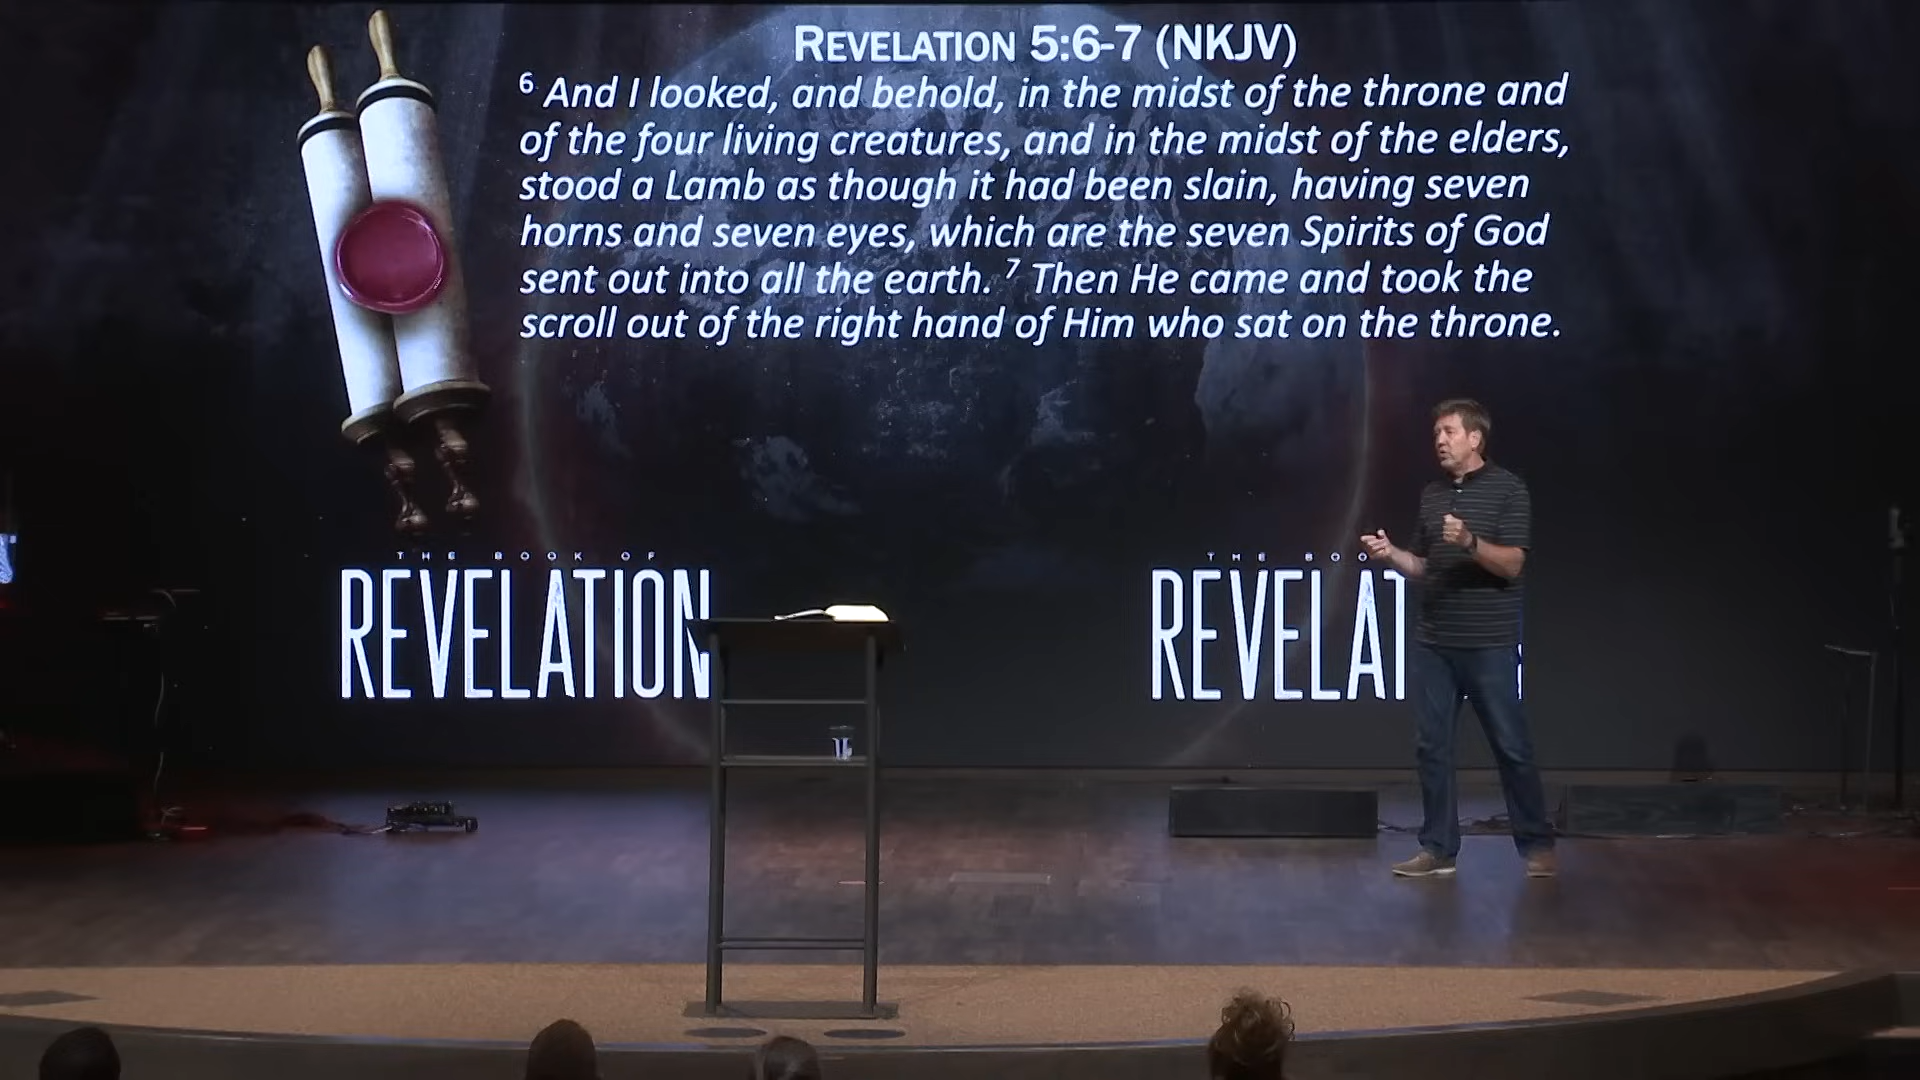 REVELATION 5:6-7 (NKJV)
6 And I looked, and behold, in the midst of the throne and
of the four living creatures, and in the midst of the elders,
stood a Lamb as though it had been slain, having seven
horns and seven eyes, which are the seven Spirits of God
sent out into all the earth. 7 Then He came and took the
scroll out of the right hand of Him who sat on the throne.
THE BOOK OF
REVELATION
THE BOO
REVELAT